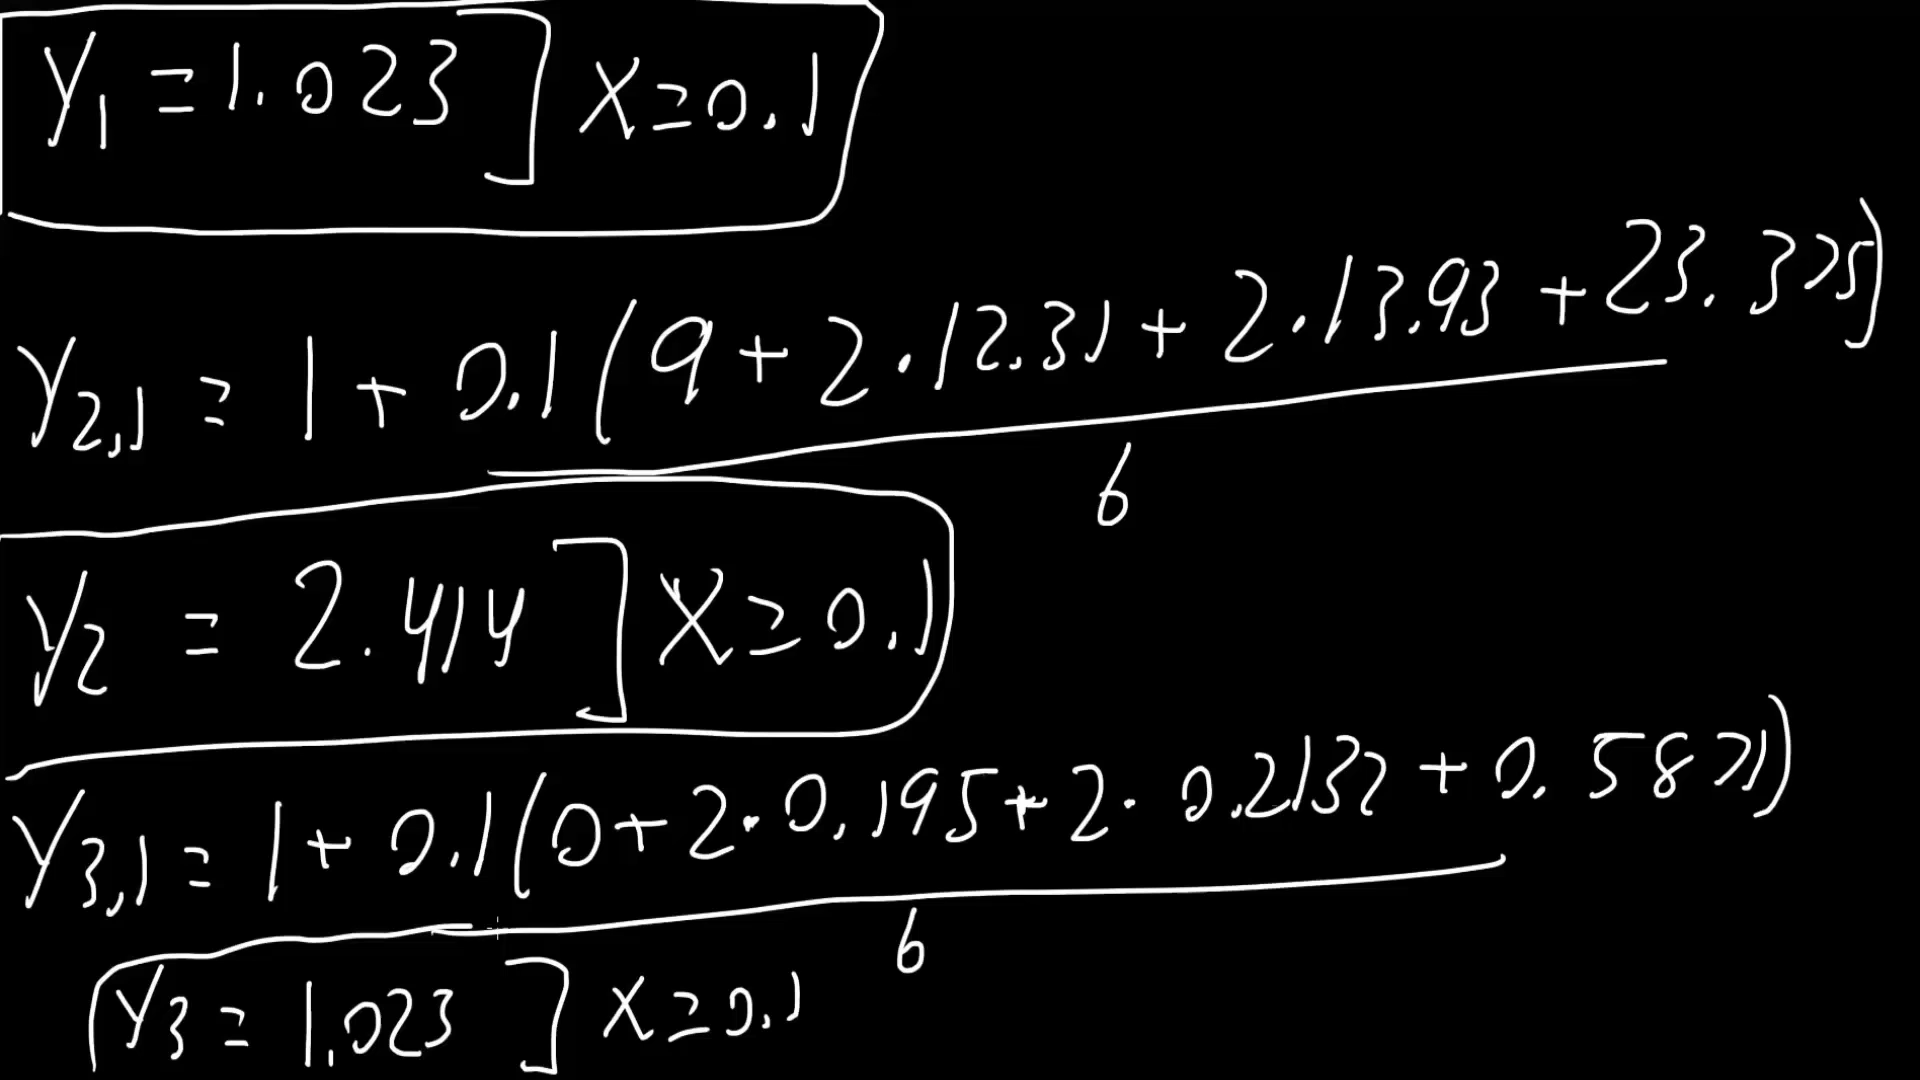 Y₁ = 1.023 ] X = 0.1
Y₂,₁ = 1 + 0.1 (9 + 2 · 12.31 + 2 · 13.93 + 23.375)
6
Y₂ = 2.414 ] X = 0.1
Y₃,₁ = 1 + 0.1 (0 + 2 · 0.195 + 2 · 0.2132 + 0.5871)
6
Y₃ = 1.023 ] X = 0.1